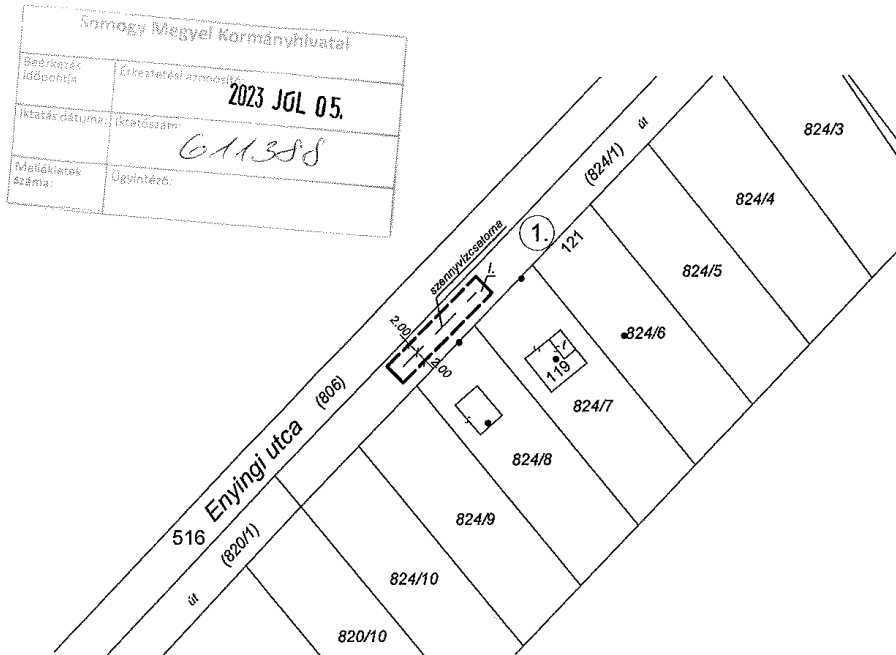 Somogy Megyei Kormányhivatal
Beérkezés időpontja
Érkeztetési azonosító:
2023 JÚL 05.
Iktatás dátuma:
Iktatószám:
611388
Mellékletek száma:
Ügyintéző:
824/3
út
(824/1)
824/4
1.
121
szennyvízcsatorna
I.
824/5
2.00
2.00
824/6
119
824/7
(806)
824/8
Enyingi utca
824/9
516
(820/1)
824/10
út
820/10